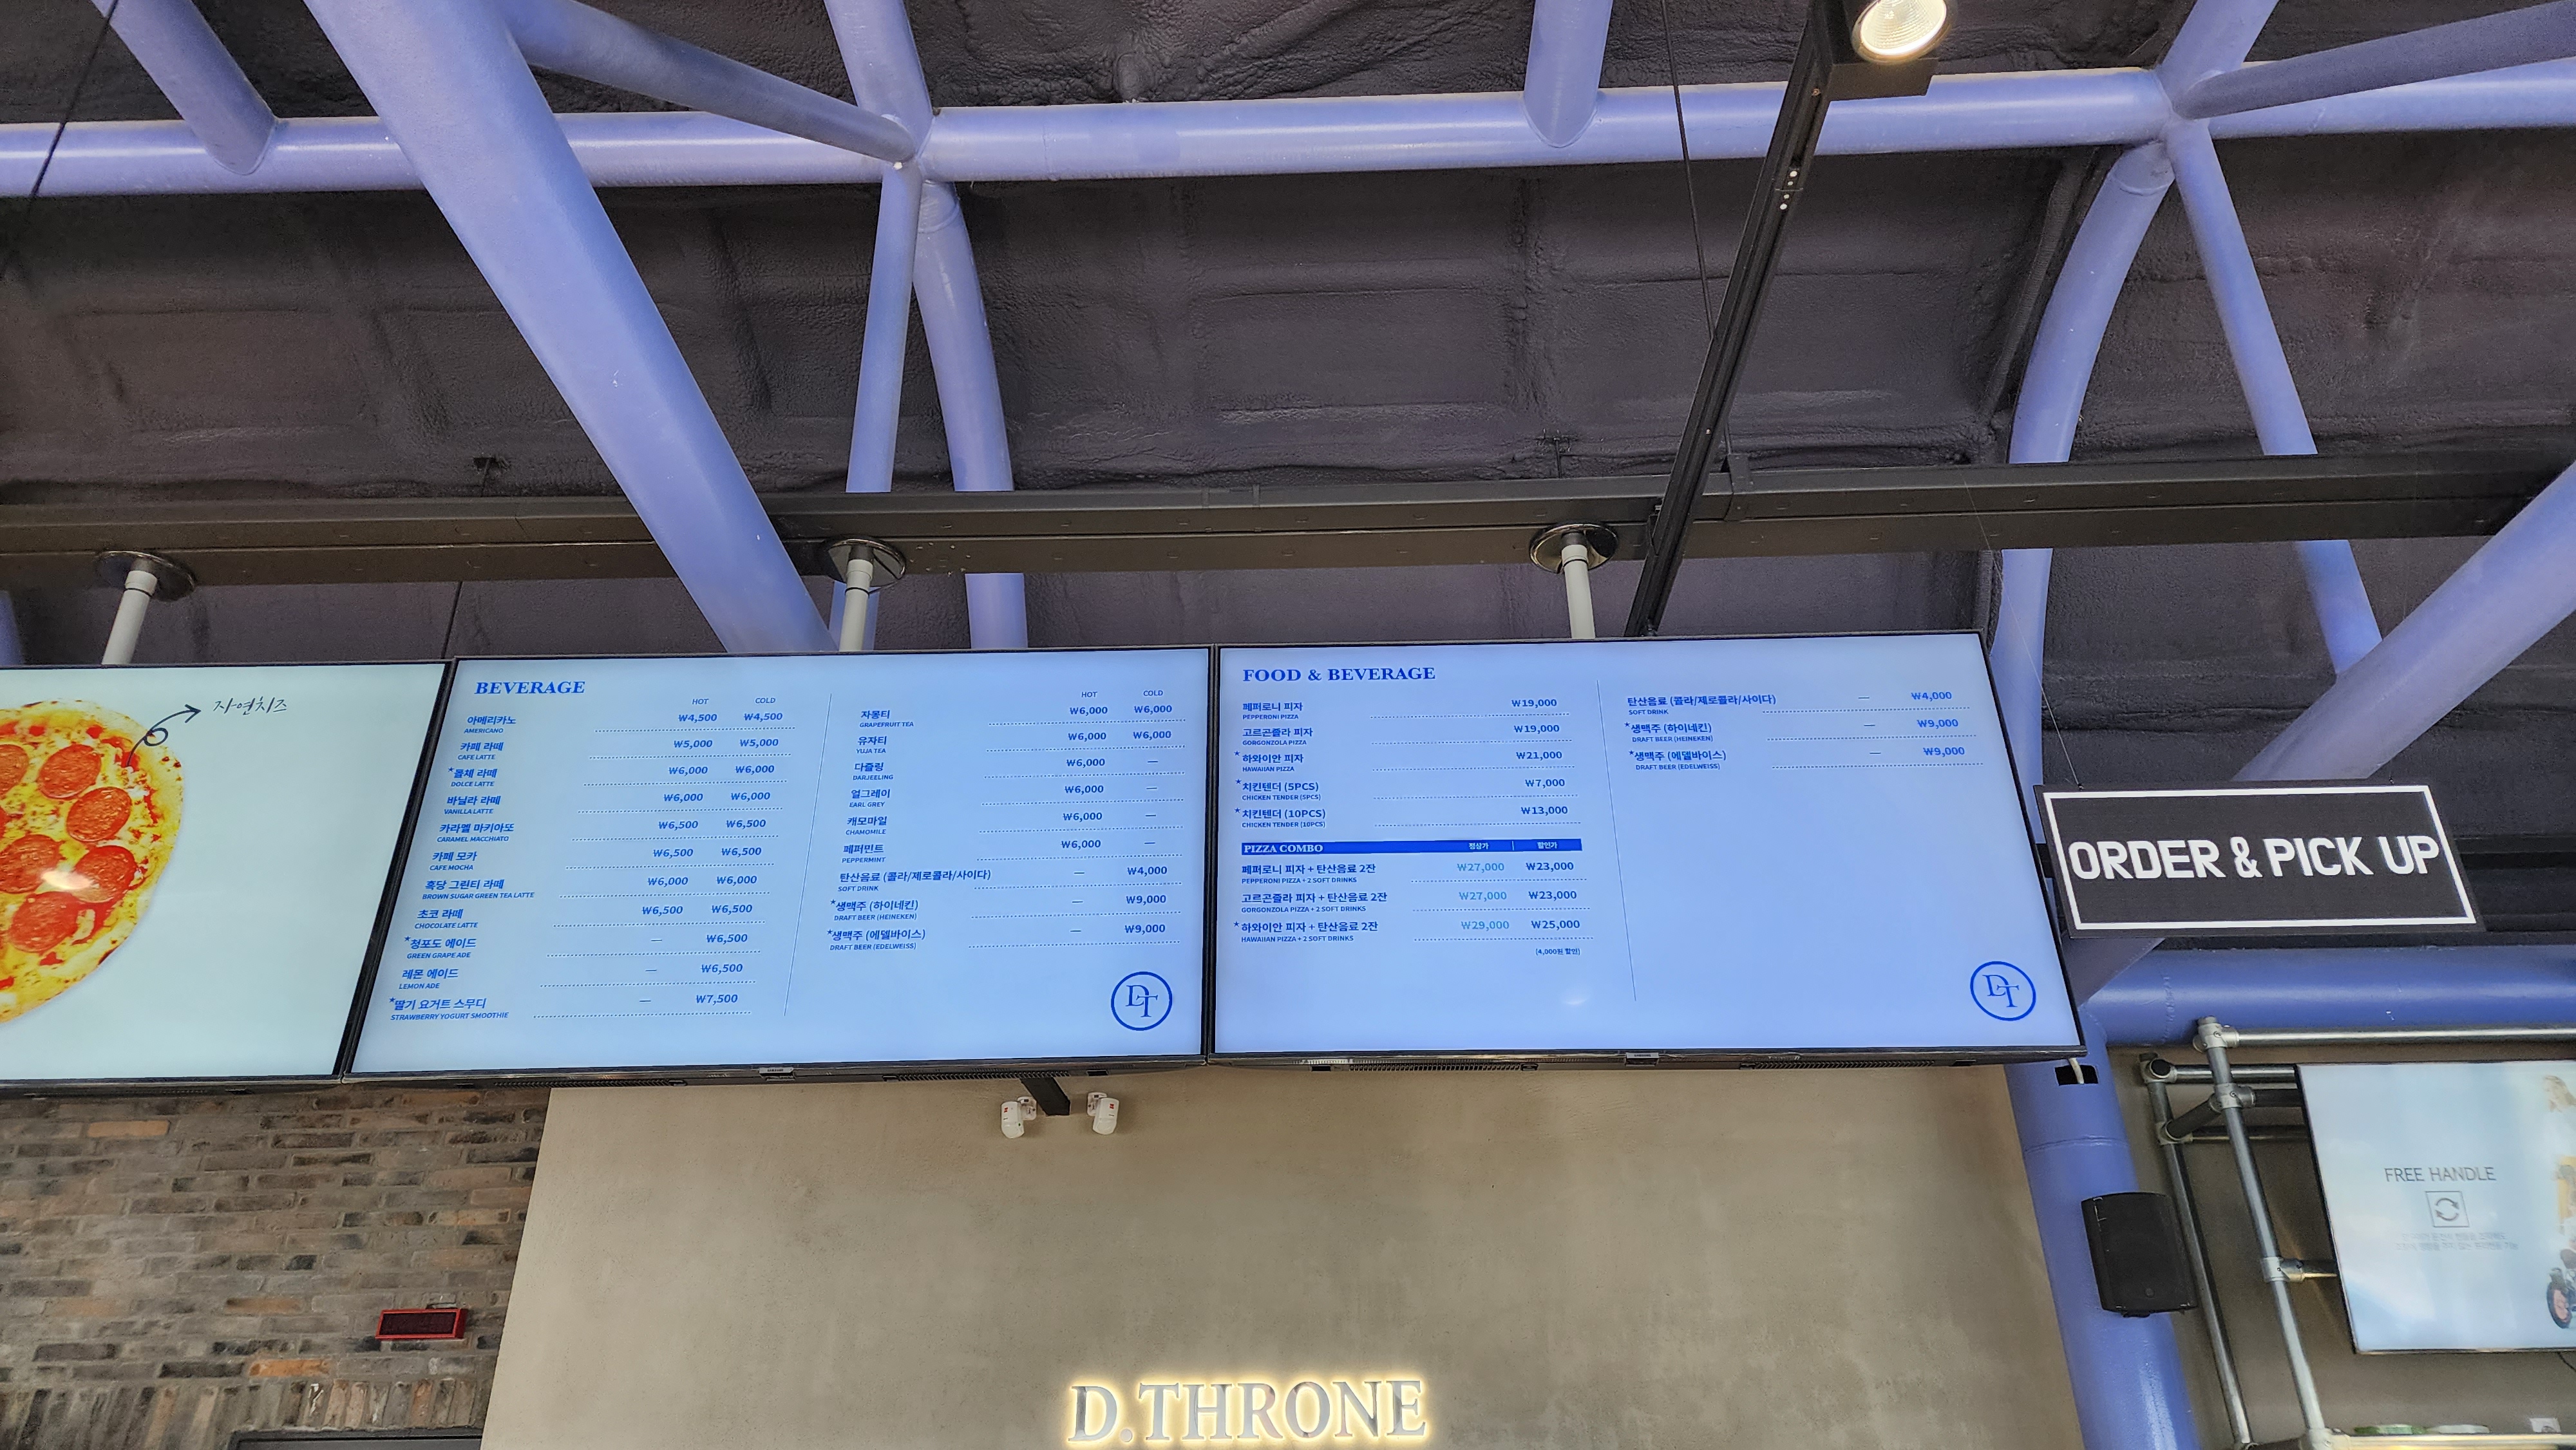 자연치즈
BEVERAGE
HOT COLD
아메리카노 ₩4,500 ₩4,500
AMERICANO
카페 라떼 ₩5,000 ₩5,000
CAFE LATTE
*돌체 라떼 ₩6,000 ₩6,000
DOLCE LATTE
바닐라 라떼 ₩6,000 ₩6,000
VANILLA LATTE
카라멜 마키아또 ₩6,500 ₩6,500
CARAMEL MACCHIATO
카페 모카 ₩6,500 ₩6,500
CAFE MOCHA
흑당 그린티 라떼 ₩6,000 ₩6,000
BROWN SUGAR GREEN TEA LATTE
초코 라떼 ₩6,500 ₩6,500
CHOCOLATE LATTE
*청포도 에이드 — ₩6,500
GREEN GRAPE ADE
레몬 에이드 — ₩6,500
LEMON ADE
*딸기 요거트 스무디 — ₩7,500
STRAWBERRY YOGURT SMOOTHIE
HOT COLD
자몽티 ₩6,000 ₩6,000
GRAPEFRUIT TEA
유자티 ₩6,000 ₩6,000
YUJA TEA
다즐링 ₩6,000 —
DARJEELING
얼그레이 ₩6,000 —
EARL GREY
캐모마일 ₩6,000 —
CHAMOMILE
페퍼민트 ₩6,000 —
PEPPERMINT
탄산음료 (콜라/제로콜라/사이다) — ₩4,000
SOFT DRINK
*생맥주 (하이네킨) — ₩9,000
DRAFT BEER (HEINEKEN)
*생맥주 (에델바이스) — ₩9,000
DRAFT BEER (EDELWEISS)
DT
FOOD & BEVERAGE
페퍼로니 피자 ₩19,000
PEPPERONI PIZZA
고르곤졸라 피자 ₩19,000
GORGONZOLA PIZZA
*하와이안 피자 ₩21,000
HAWAIIAN PIZZA
*치킨텐더 (5PCS) ₩7,000
CHICKEN TENDER (5PCS)
*치킨텐더 (10PCS) ₩13,000
CHICKEN TENDER (10PCS)
PIZZA COMBO 정상가 할인가
페퍼로니 피자 + 탄산음료 2잔 ₩27,000 ₩23,000
PEPPERONI PIZZA + 2 SOFT DRINKS
고르곤졸라 피자 + 탄산음료 2잔 ₩27,000 ₩23,000
GORGONZOLA PIZZA + 2 SOFT DRINKS
*하와이안 피자 + 탄산음료 2잔 ₩29,000 ₩25,000
HAWAIIAN PIZZA + 2 SOFT DRINKS
(4,000원 할인)
탄산음료 (콜라/제로콜라/사이다) — ₩4,000
SOFT DRINK
*생맥주 (하이네킨) — ₩9,000
DRAFT BEER (HEINEKEN)
*생맥주 (에델바이스) — ₩9,000
DRAFT BEER (EDELWEISS)
DT
ORDER & PICK UP
FREE HANDLE
D.THRONE